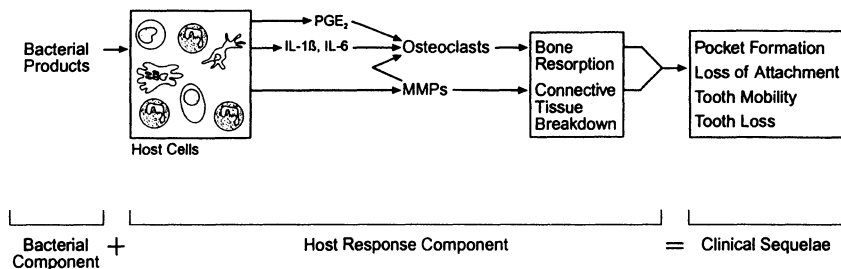 Bacterial
Products
Host Cells
PGE₂
IL-1ß, IL-6
Osteoclasts
MMPs
Bone
Resorption
Connective
Tissue
Breakdown
Pocket Formation
Loss of Attachment
Tooth Mobility
Tooth Loss
Bacterial
Component
+
Host Response Component
=
Clinical Sequelae